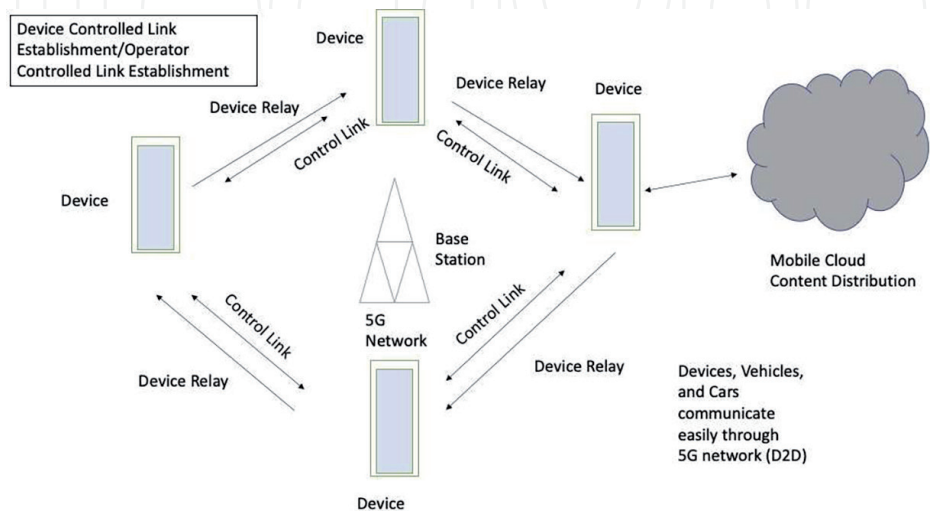 Device Controlled Link
Establishment/Operator
Controlled Link Establishment
Device
Device Relay
Control Link
Device Relay
Control Link
Device
Device
Base
Station
5G
Network
Mobile Cloud
Content Distribution
Control Link
Device Relay
Control Link
Device Relay
Device
Devices, Vehicles,
and Cars
communicate
easily through
5G network (D2D)